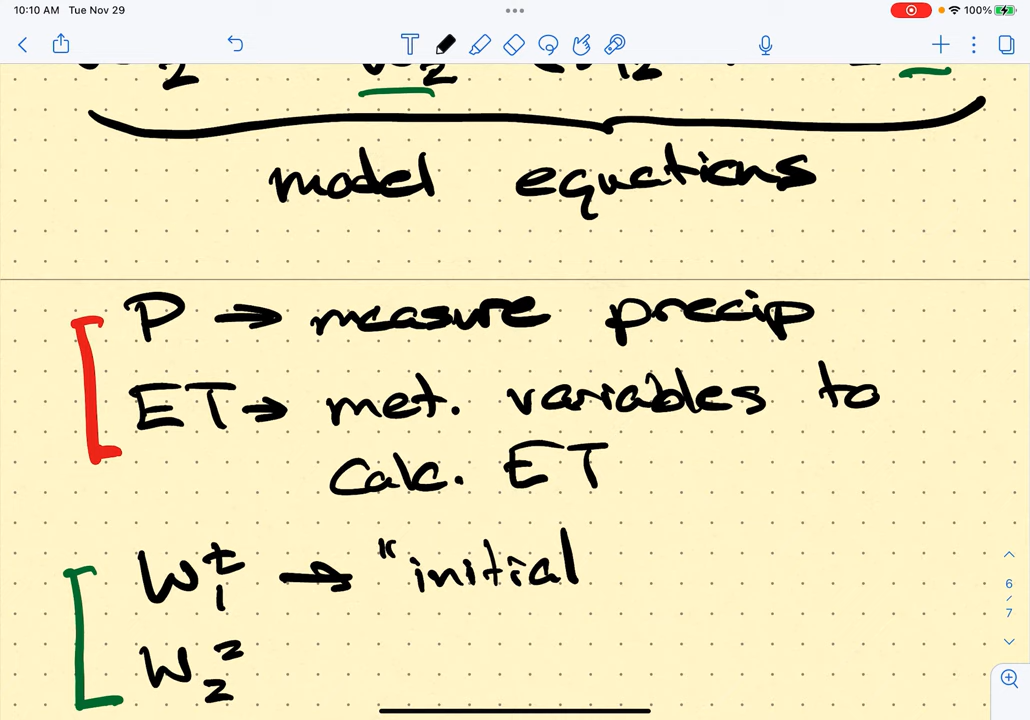 10:10 AM Tue Nov 29
100%
model equations
P → measure precip
ET → met. variables to
calc. ET
W₁ᵗ → "initial
W₂²
6
/
7